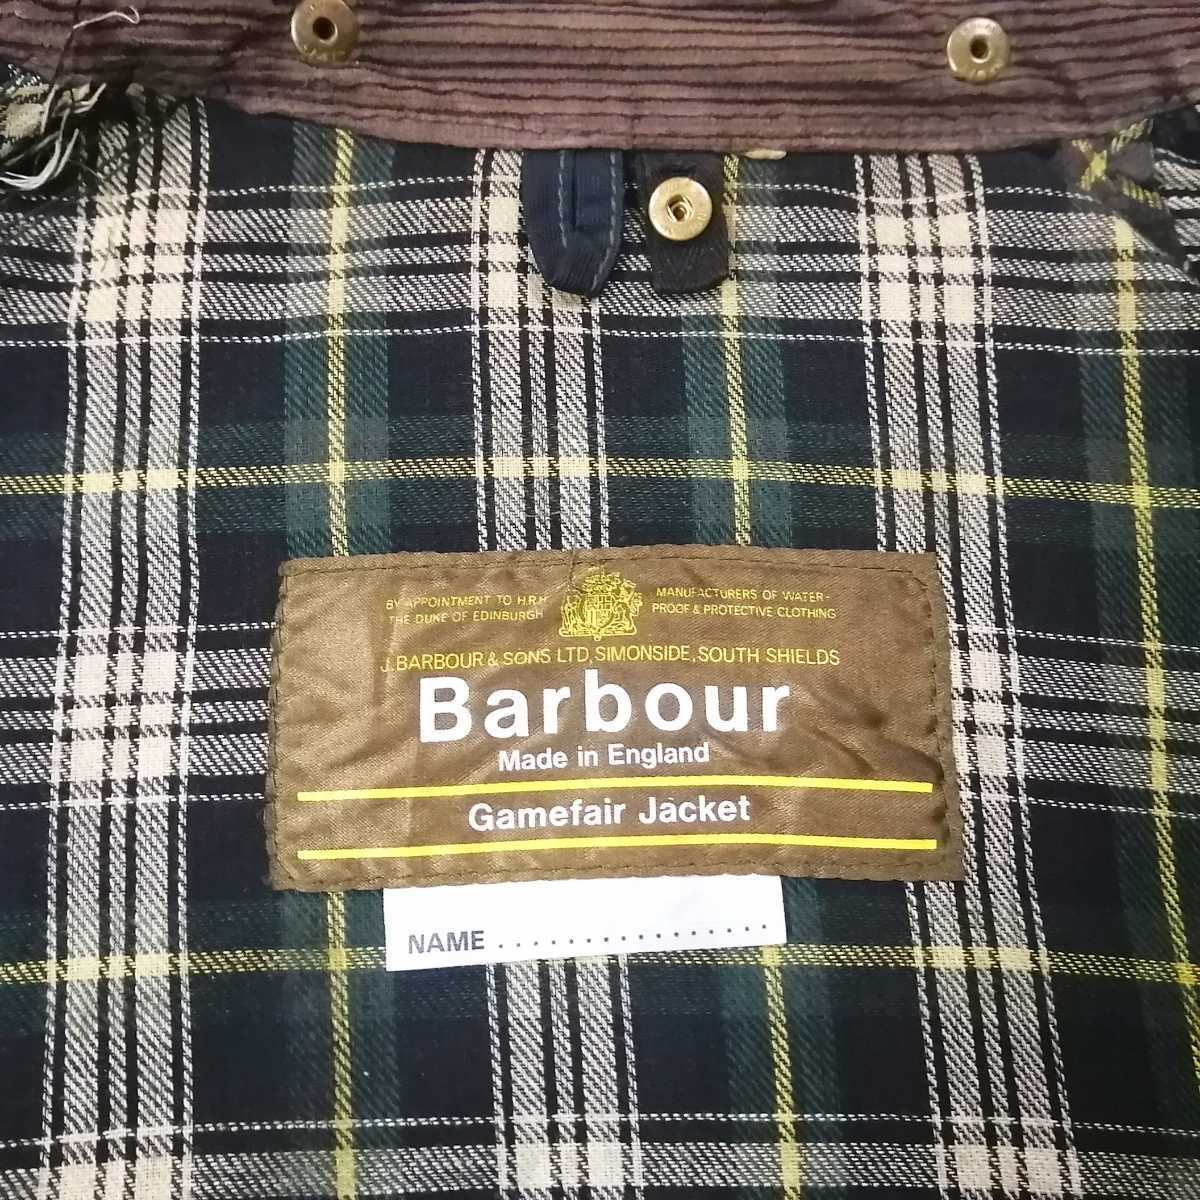 BY APPOINTMENT TO H.R.H. MANUFACTURERS OF WATER-
THE DUKE OF EDINBURGH PROOF & PROTECTIVE CLOTHING
J. BARBOUR & SONS LTD, SIMONSIDE, SOUTH SHIELDS
Barbour
Made in England
Gamefair Jacket
NAME ................